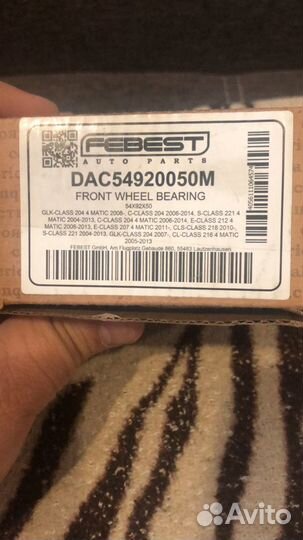 FEBEST
AUTO PARTS
DAC54920050M
FRONT WHEEL BEARING
54X92X50
GLK-CLASS 204 4 MATIC 2008-, C-CLASS 204 2006-2014, S-CLASS 221 4
MATIC 2004-2013, C-CLASS 204 4 MATIC 2006-2014, E-CLASS 212 4
MATIC 2008-2013, E-CLASS 207 4 MATIC 2011-, CLS-CLASS 218 2010-,
S-CLASS 221 2004-2013, GLK-CLASS 204 2007-, CL-CLASS 216 4 MATIC
2005-2013
FEBEST GmbH, Am Flugplatz Gebaude 860, 55483 Lautzenhausen
Avito